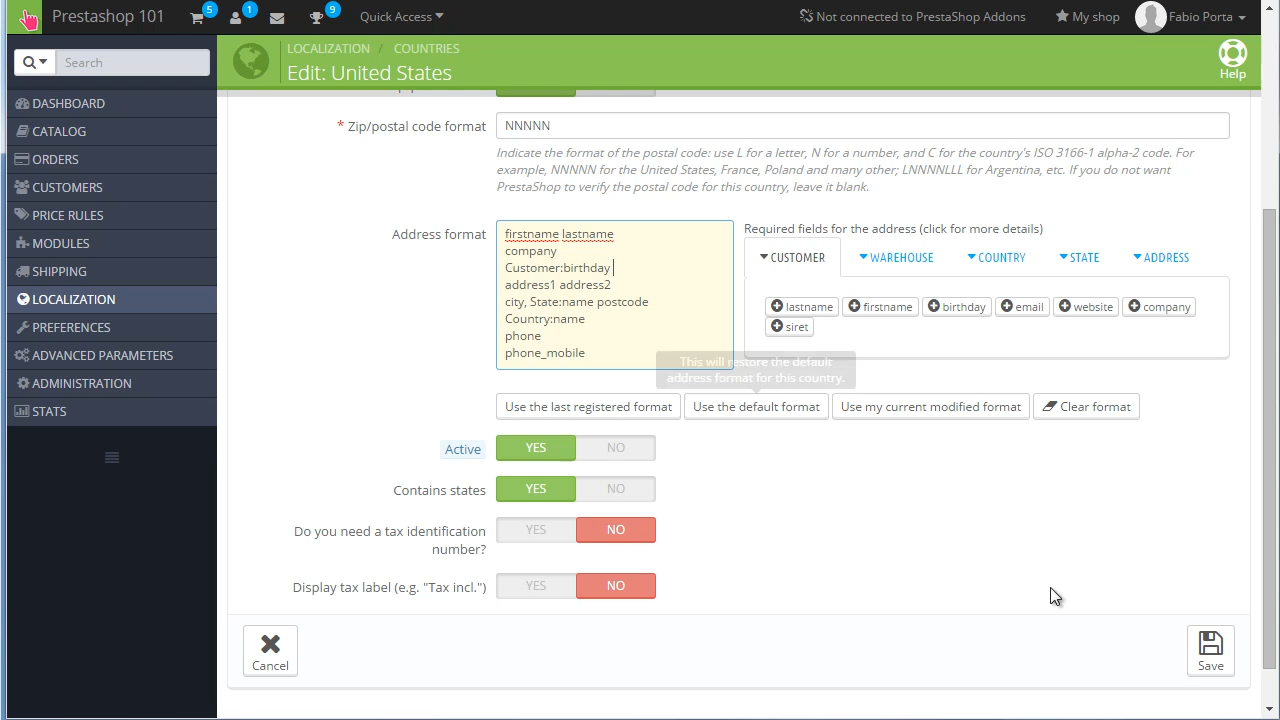 Prestashop 101
5
1
9
Quick Access
Not connected to PrestaShop Addons
My shop
Fabio Porta
Search
LOCALIZATION / COUNTRIES
Edit: United States
Help
DASHBOARD
CATALOG
ORDERS
CUSTOMERS
PRICE RULES
MODULES
SHIPPING
LOCALIZATION
PREFERENCES
ADVANCED PARAMETERS
ADMINISTRATION
STATS
* Zip/postal code format
NNNNN
Indicate the format of the postal code: use L for a letter, N for a number, and C for the country's ISO 3166-1 alpha-2 code. For
example, NNNNN for the United States, France, Poland and many other; LNNNNLLL for Argentina, etc. If you do not want
PrestaShop to verify the postal code for this country, leave it blank.
Address format
firstname lastname
company
Customer:birthday
address1 address2
city, State:name postcode
Country:name
phone
phone_mobile
Required fields for the address (click for more details)
CUSTOMER
WAREHOUSE
COUNTRY
STATE
ADDRESS
lastname
firstname
birthday
email
website
company
siret
This will restore the default
address format for this country.
Use the last registered format
Use the default format
Use my current modified format
Clear format
Active
YES
NO
Contains states
YES
NO
Do you need a tax identification
number?
YES
NO
Display tax label (e.g. "Tax incl.")
YES
NO
Cancel
Save